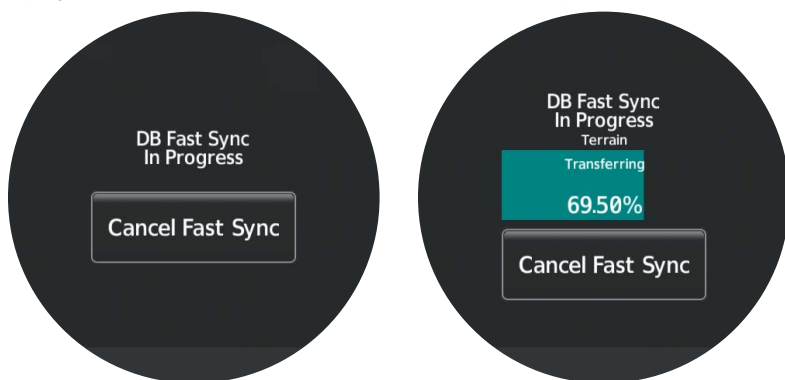 DB Fast Sync
In Progress
Cancel Fast Sync
DB Fast Sync
In Progress
Terrain
Transferring
69.50%
Cancel Fast Sync